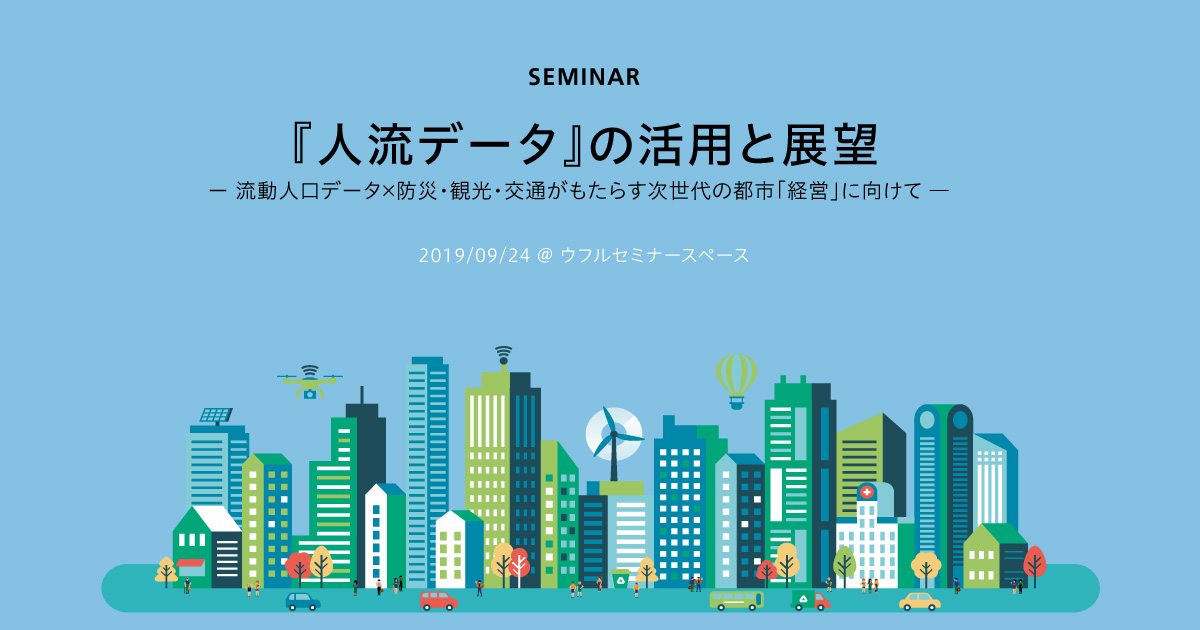 SEMINAR
『人流データ』の活用と展望
― 流動人口データ×防災・観光・交通がもたらす次世代の都市「経営」に向けて ―
2019/09/24 @ ウフルセミナースペース